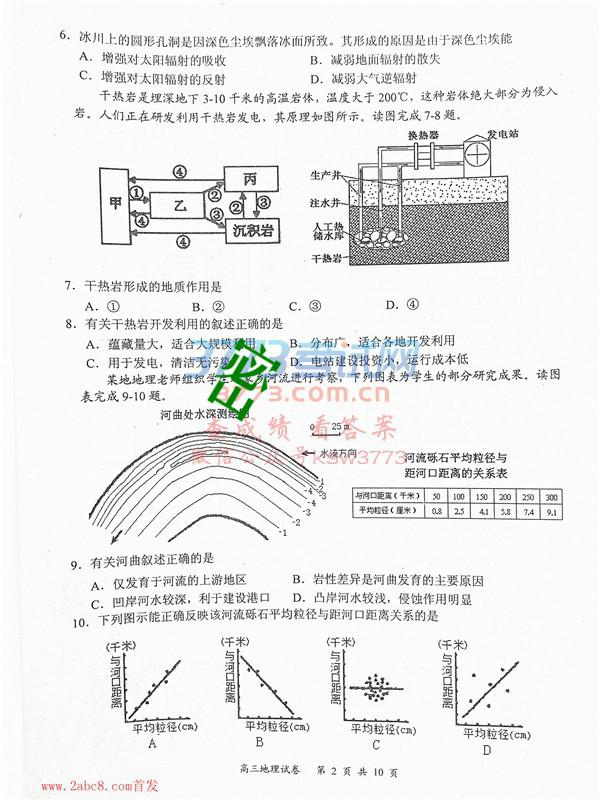 6．冰川上的圆形孔洞是因深色尘埃飘落冰面所致。其形成的原因是由于深色尘埃能
A．增强对太阳辐射的吸收 B．减弱地面辐射的散失
C．增强对太阳辐射的反射 D．减弱大气逆辐射
干热岩是埋深地下3-10千米的高温岩体，温度大于200℃，这种岩体绝大部分为侵入
岩。人们正在研发利用干热岩发电，其原理如图所示。读图完成7-8题。
甲 ① ① ④ 乙 ② ③ 丙 ② ③ 沉积岩 ④
换热器 发电站
生产井
注水井
人工热
储水库
干热岩
7．干热岩形成的地质作用是
A．① B．② C．③ D．④
8．有关干热岩开发利用的叙述正确的是
A．蕴藏量大，适合大规模利用 B．分布广，适合各地开发利用
C．用于发电，清洁无污染 D．电站建设投资小，运行成本低
某地地理老师组织学生对家乡河流进行考察，下列图表为学生的部分研究成果。读图
表完成9-10题。
密
查成绩 看答案
微信公众号KSW3773
河曲处水深测绘图
0 25m
水流方向
-1 -2 -3 -4 -4 -3 -2 -1
河流砾石平均粒径与
距河口距离的关系表
与河口距离（千米） 50 100 150 200 250 300
平均粒径（厘米） 0.8 2.5 4.1 5.8 7.4 9.1
9．有关河曲叙述正确的是
A．仅发育于河流的上游地区 B．岩性差异是河曲发育的主要原因
C．凹岸河水较深，利于建设港口 D．凸岸河水较浅，侵蚀作用明显
10．下列图示能正确反映该河流砾石平均粒径与距河口距离关系的是
(千米) (千米) (千米) (千米)
与河口距离 与河口距离 与河口距离 与河口距离
平均粒径(cm) 平均粒径(cm) 平均粒径(cm) 平均粒径(cm)
A B C D
高三地理试卷 第 2 页 共 10 页
www.2abc8.com首发